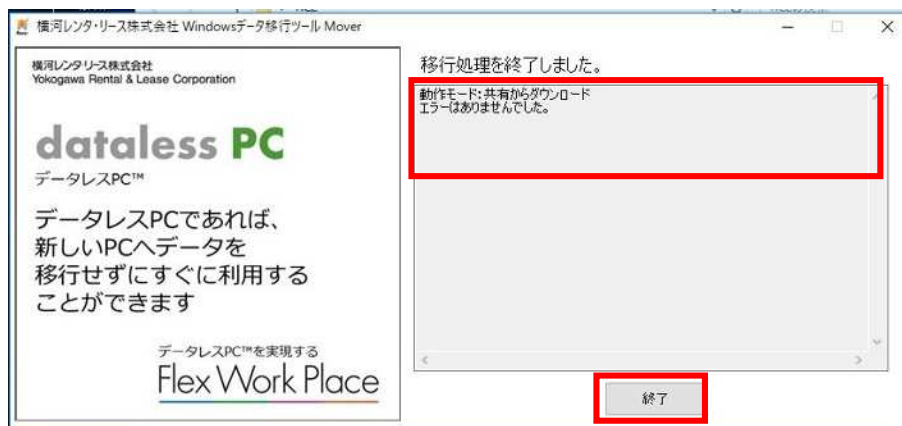 横河レンタ・リース株式会社 Windowsデータ移行ツール Mover
横河レンタ・リース株式会社
Yokogawa Rental & Lease Corporation
dataless PC
データレスPC™
データレスPCであれば、
新しいPCへデータを
移行せずにすぐに利用する
ことができます
データレスPC™を実現する
Flex Work Place
移行処理を終了しました。
動作モード:共有からダウンロード
エラーはありませんでした。
終了